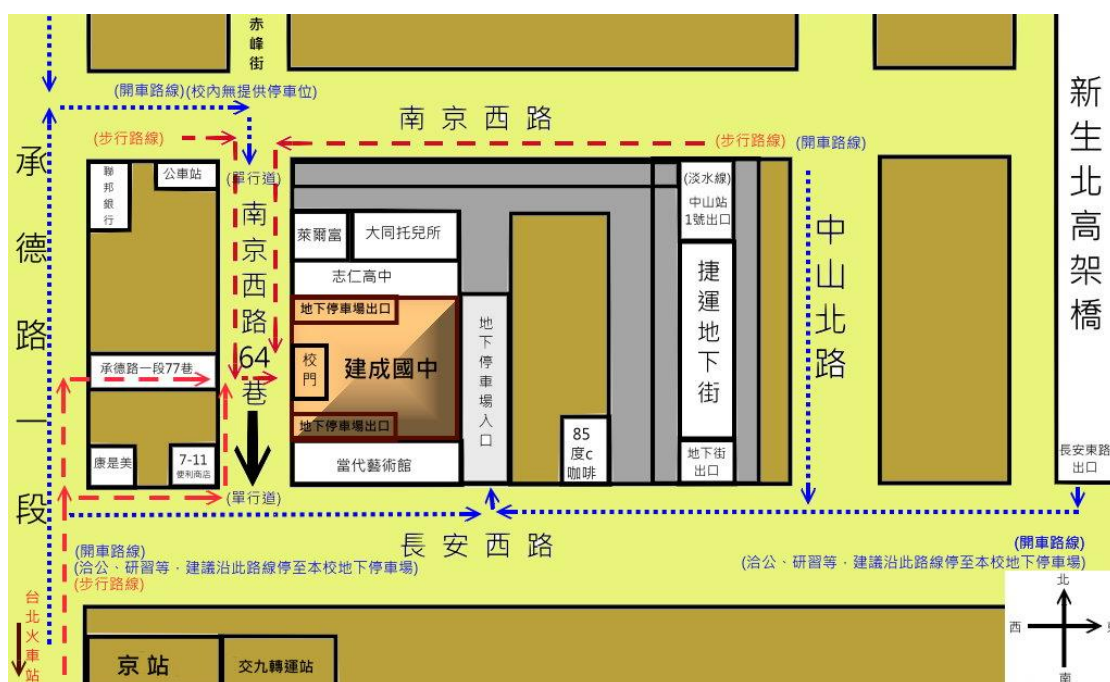 赤峰街
(開車路線)(校內無提供停車位)
南京西路
(步行路線)
(步行路線)
(開車路線)
新生北高架橋
承德路一段
聯邦銀行
公車站
(單行道)
南京西路64巷
(淡水線)
中山站
1號出口
萊爾富
大同托兒所
志仁高中
中山北路
捷運地下街
地下停車場出口
地下停車場入口
校門
建成國中
承德路一段77巷
地下停車場出口
85
度c
咖啡
康是美
7-11
便利商店
當代藝術館
地下街
出口
長安東路
出口
(單行道)
長安西路
(開車路線)
(洽公、研習等，建議沿此路線停至本校地下停車場)
(步行路線)
(開車路線)
(洽公、研習等，建議沿此路線停至本校地下停車場)
台北火車站
北
西
東
南
京站
交九轉運站